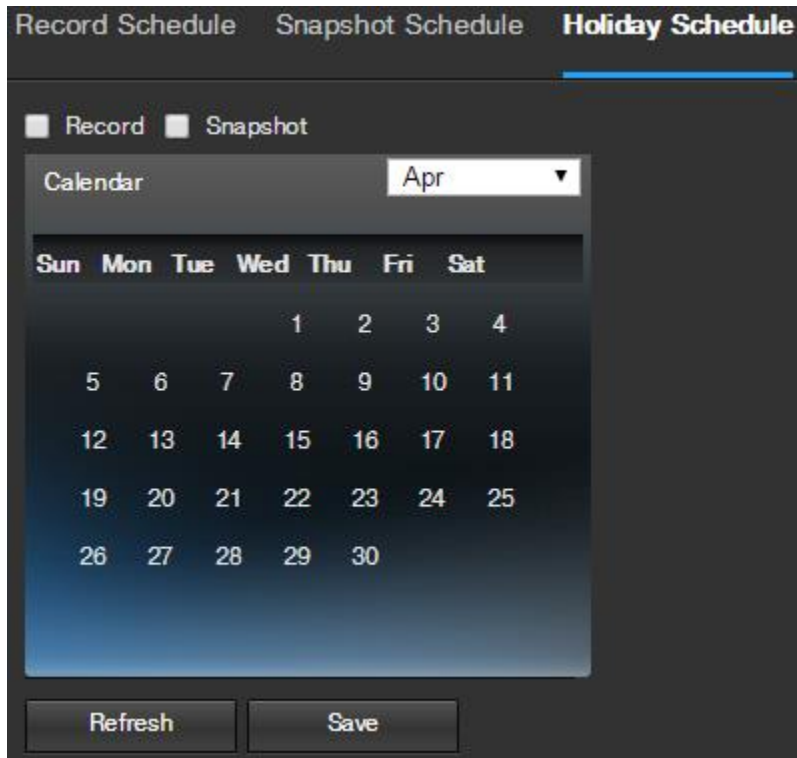 Record Schedule Snapshot Schedule Holiday Schedule
Record Snapshot
Calendar Apr
Sun Mon Tue Wed Thu Fri Sat
1 2 3 4
5 6 7 8 9 10 11
12 13 14 15 16 17 18
19 20 21 22 23 24 25
26 27 28 29 30
Refresh Save